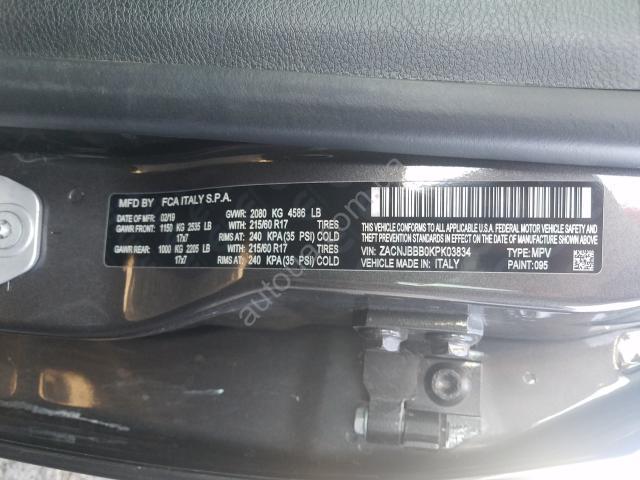 MFD BY FCA ITALY S.P.A.
DATE OF MFR: 02/19 GVWR: 2080 KG 4586 LB
GAWR FRONT: 1150 KG 2535 LB WITH: 215/60 R17 TIRES
17x7 RIMS AT: 240 KPA (35 PSI) COLD
GAWR REAR: 1000 KG 2205 LB WITH: 215/60 R17 TIRES
17x7 RIMS AT: 240 KPA (35 PSI) COLD
THIS VEHICLE CONFORMS TO ALL APPLICABLE U.S.A. FEDERAL MOTOR VEHICLE SAFETY
AND THEFT PREVENTION STANDARDS IN EFFECT ON THE DATE OF MANUFACTURE SHOWN ABOVE.
VIN: ZACNJBBB0KPK03834 TYPE: MPV
VEHICLE MADE IN: ITALY PAINT: 095